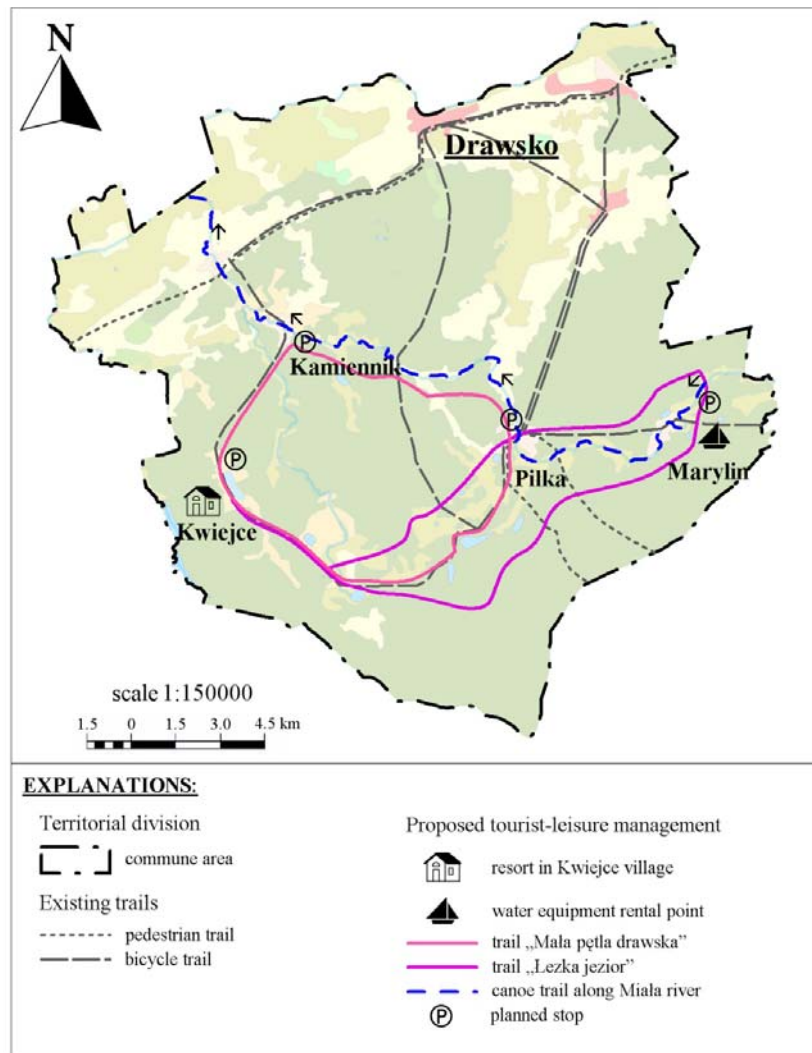 N
Drawsko
P
Kamiennik
P
P
P
Pilka
Marylin
Kwiejce
scale 1:150000
1.5 0 1.5 3.0 4.5 km
EXPLANATIONS:
Territorial division
commune area
Existing trails
pedestrian trail
bicycle trail
Proposed tourist-leisure management
resort in Kwiejce village
water equipment rental point
trail „Mała pętla drawska”
trail „Lezka jezior”
canoe trail along Miała river
P planned stop